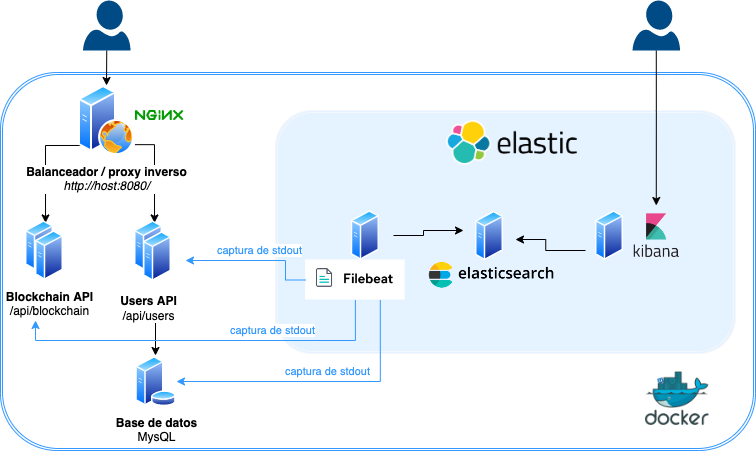 NGiNX
elastic
Balanceador / proxy inverso
http://host:8080/
captura de stdout
kibana
elasticsearch
Filebeat
Blockchain API
/api/blockchain
Users API
/api/users
captura de stdout
captura de stdout
Base de datos
MySQL
docker